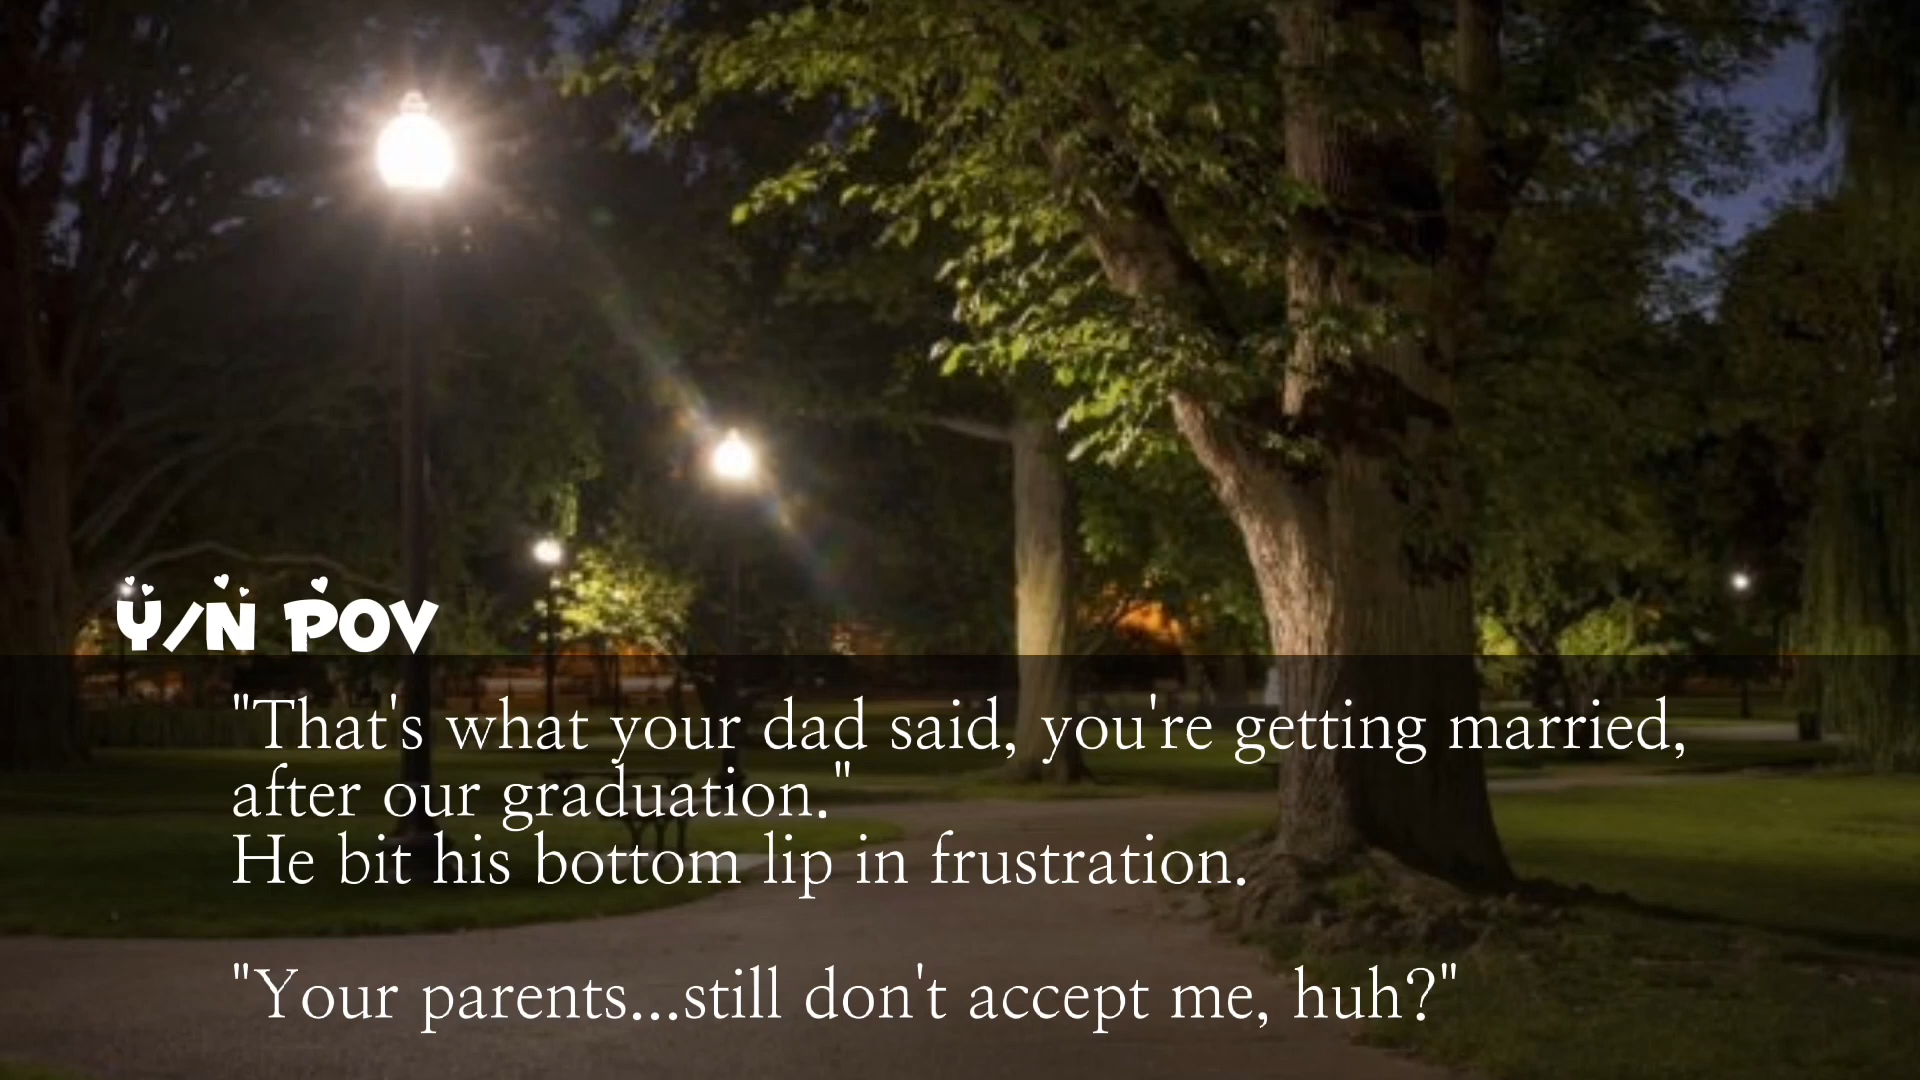 Y/N POV
"That's what your dad said, you're getting married,
after our graduation."
He bit his bottom lip in frustration.
"Your parents...still don't accept me, huh?"